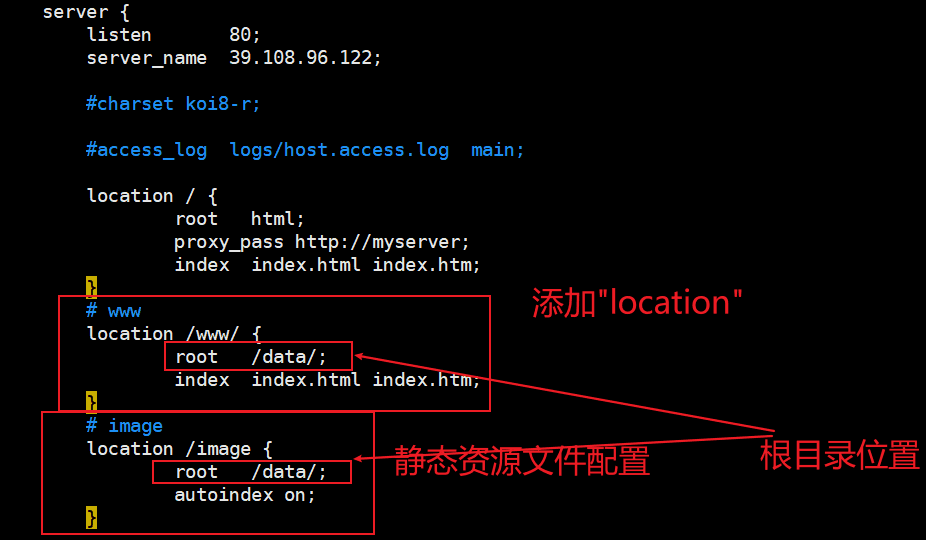 server {
listen 80;
server_name 39.108.96.122;
#charset koi8-r;
#access_log logs/host.access.log main;
location / {
root html;
proxy_pass http://myserver;
index index.html index.htm;
}
# www
添加"location"
location /www/ {
root /data/;
index index.html index.htm;
}
# image
location /image {
静态资源文件配置
根目录位置
root /data/;
autoindex on;
}